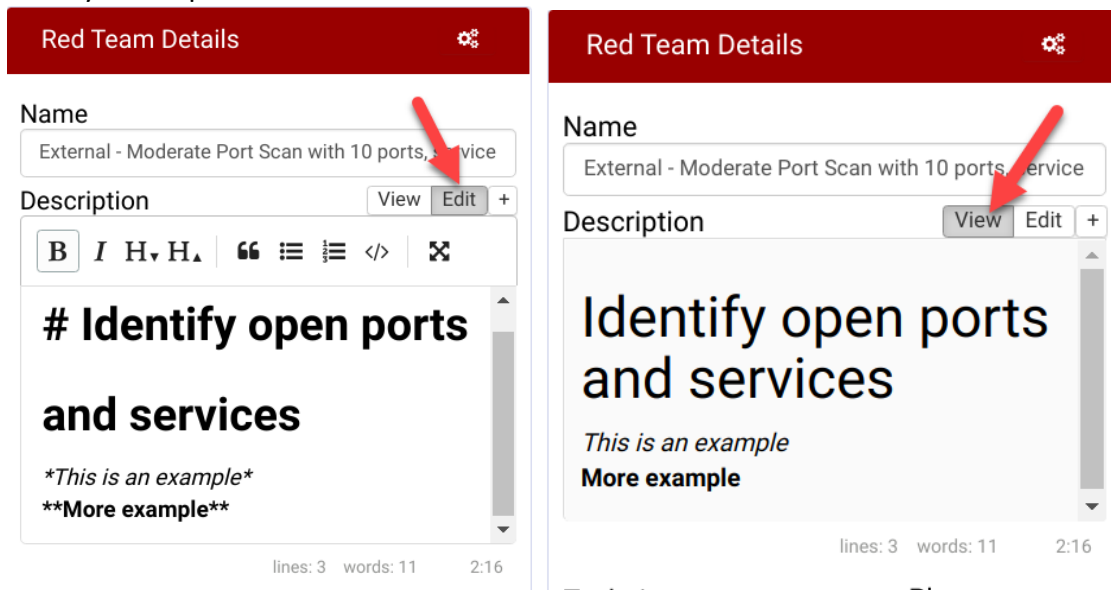 Red Team Details
Name
External - Moderate Port Scan with 10 ports, service
Description View Edit +
B I H▾ H▴ </>
# Identify open ports
and services
*This is an example*
**More example**
lines: 3 words: 11 2:16
Red Team Details
Name
External - Moderate Port Scan with 10 ports, service
Description View Edit +
Identify open ports
and services
This is an example
More example
lines: 3 words: 11 2:16